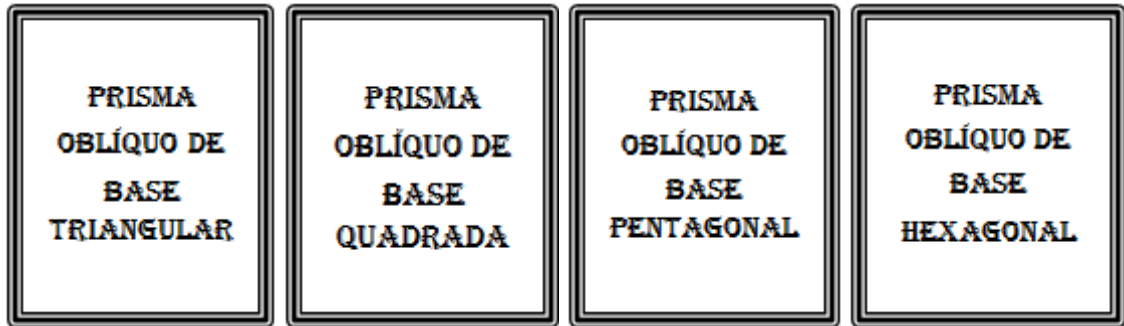 PRISMA
OBLÍQUO DE
BASE
TRIANGULAR
PRISMA
OBLÍQUO DE
BASE
QUADRADA
PRISMA
OBLÍQUO DE
BASE
PENTAGONAL
PRISMA
OBLÍQUO DE
BASE
HEXAGONAL